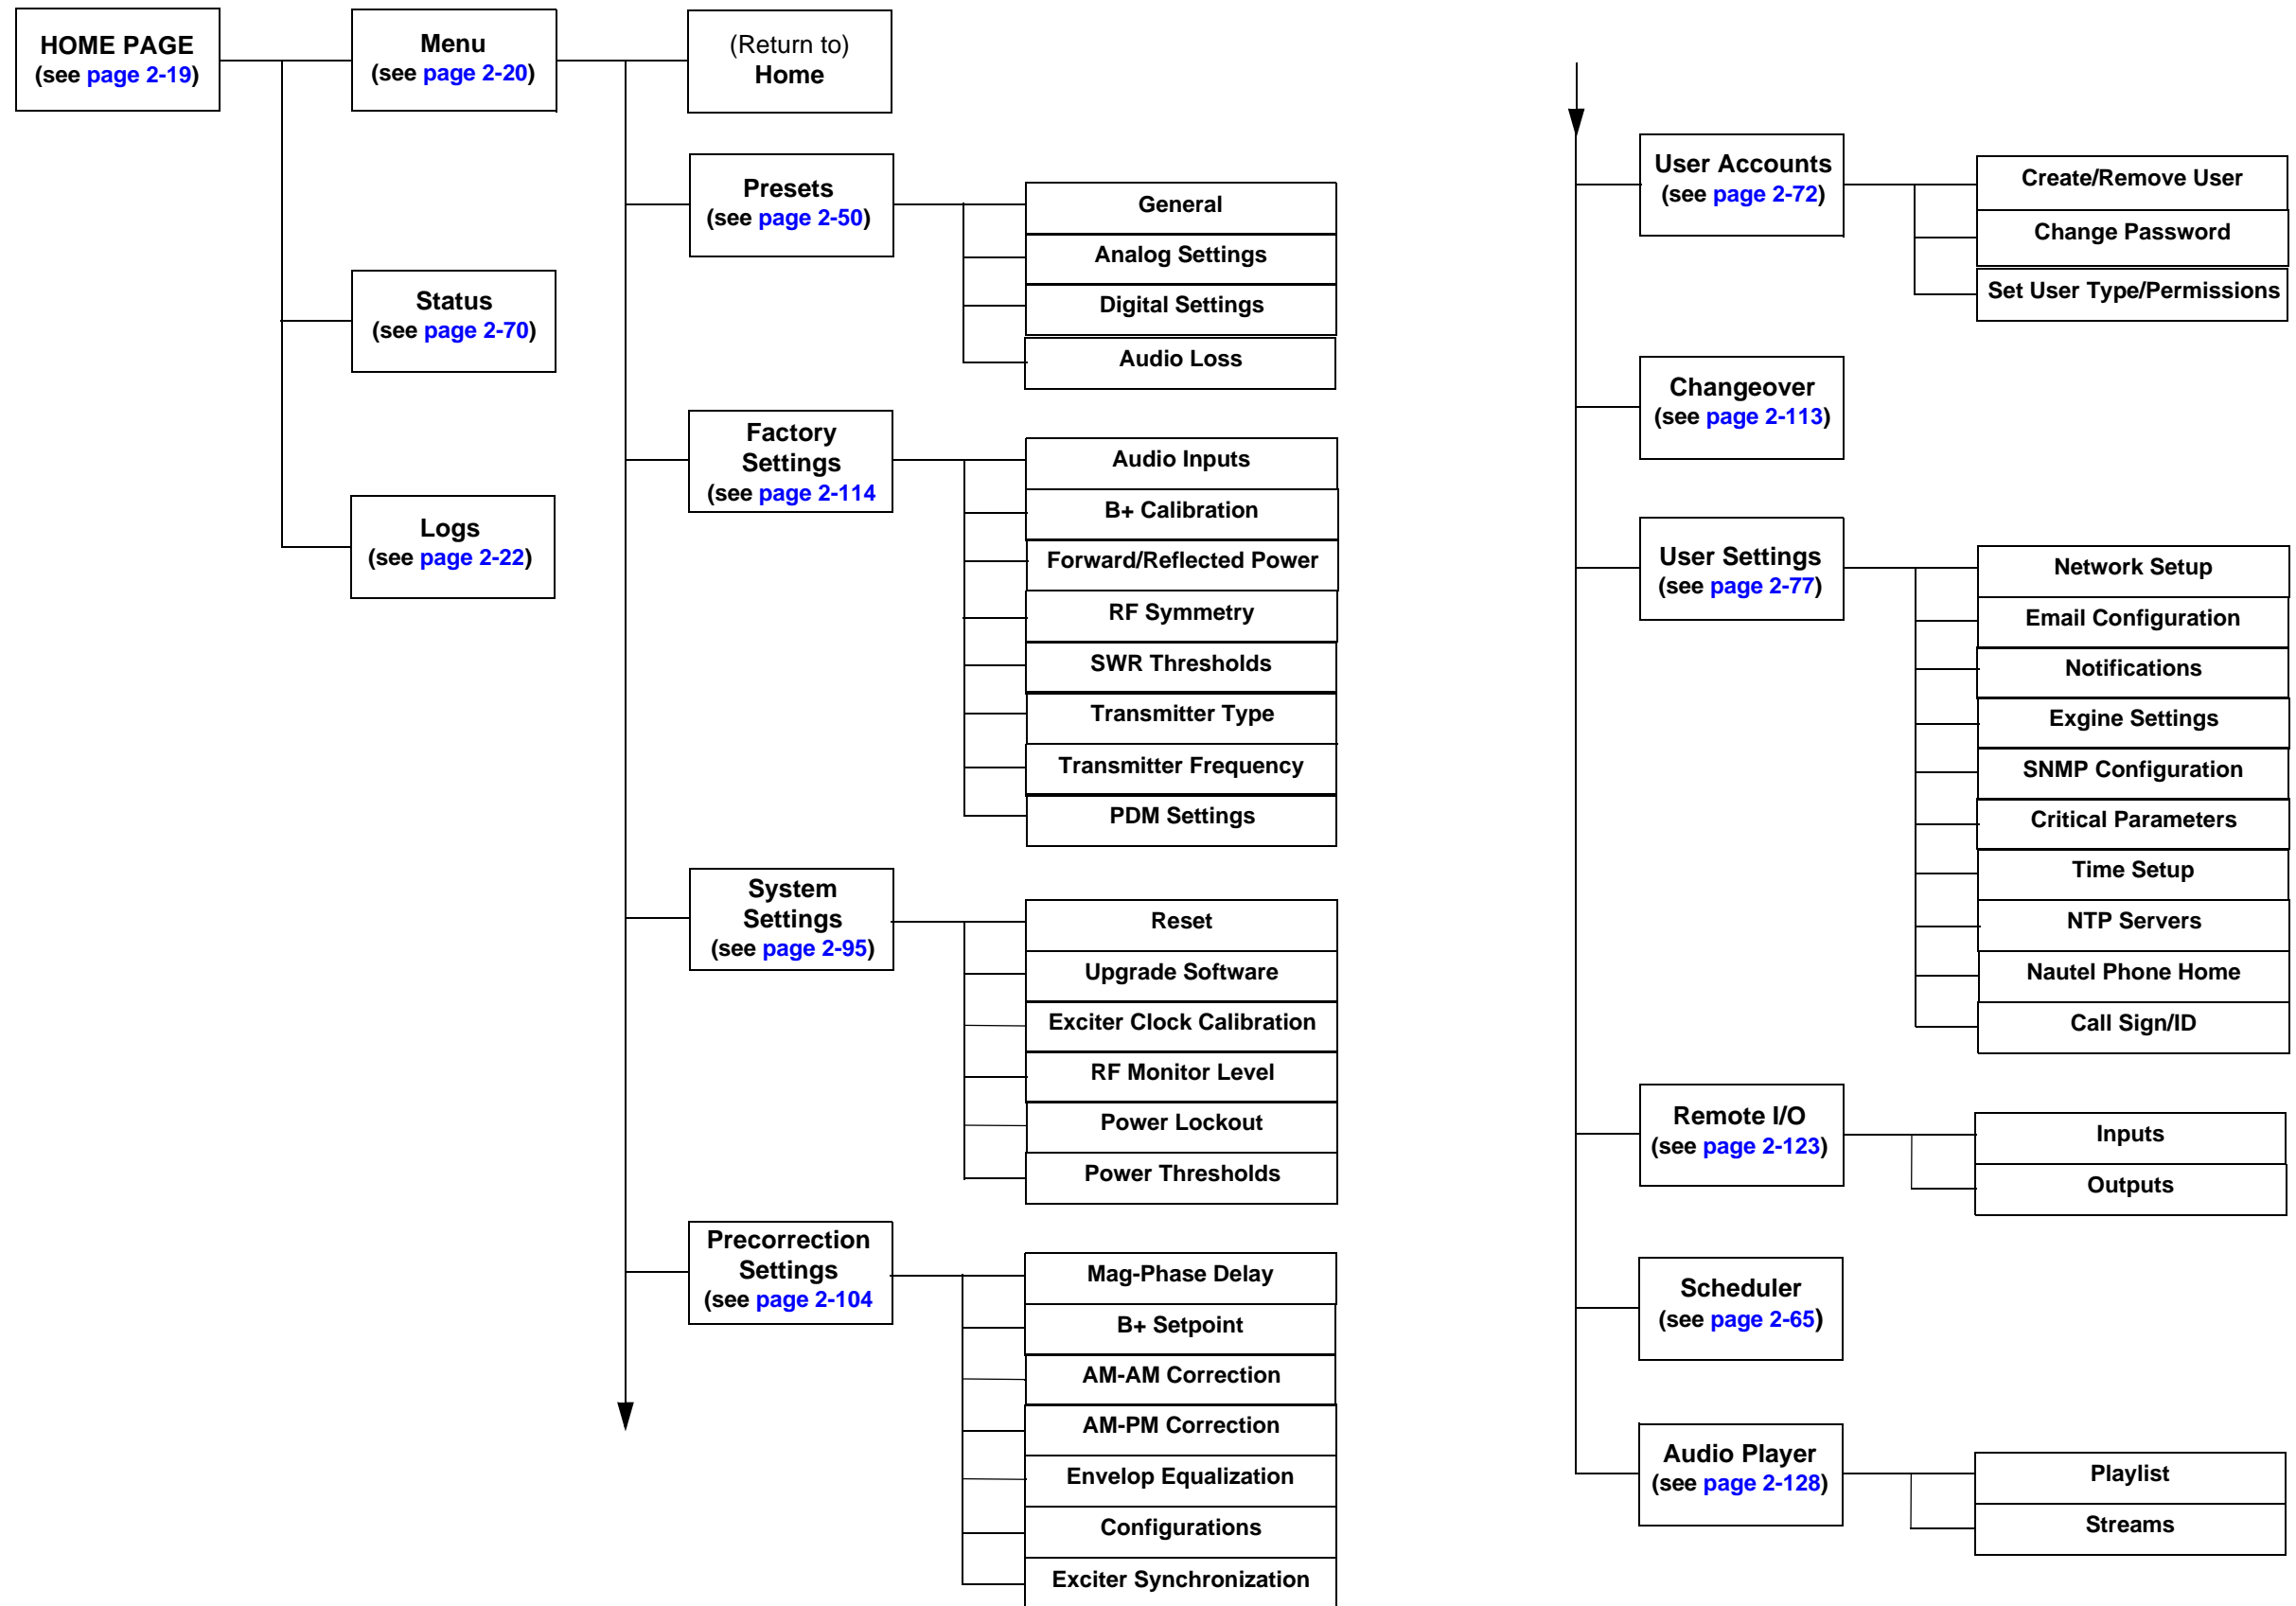 HOME PAGE
(see page 2-19)
Menu
(see page 2-20)
(Return to)
Home
Presets
(see page 2-50)
General
Analog Settings
Digital Settings
Audio Loss
Status
(see page 2-70)
Logs
(see page 2-22)
Factory
Settings
(see page 2-114
Audio Inputs
B+ Calibration
Forward/Reflected Power
RF Symmetry
SWR Thresholds
Transmitter Type
Transmitter Frequency
PDM Settings
System
Settings
(see page 2-95)
Reset
Upgrade Software
Exciter Clock Calibration
RF Monitor Level
Power Lockout
Power Thresholds
Precorrection
Settings
(see page 2-104
Mag-Phase Delay
B+ Setpoint
AM-AM Correction
AM-PM Correction
Envelop Equalization
Configurations
Exciter Synchronization
User Accounts
(see page 2-72)
Create/Remove User
Change Password
Set User Type/Permissions
Changeover
(see page 2-113)
User Settings
(see page 2-77)
Network Setup
Email Configuration
Notifications
Exgine Settings
SNMP Configuration
Critical Parameters
Time Setup
NTP Servers
Nautel Phone Home
Call Sign/ID
Remote I/O
(see page 2-123)
Inputs
Outputs
Scheduler
(see page 2-65)
Audio Player
(see page 2-128)
Playlist
Streams